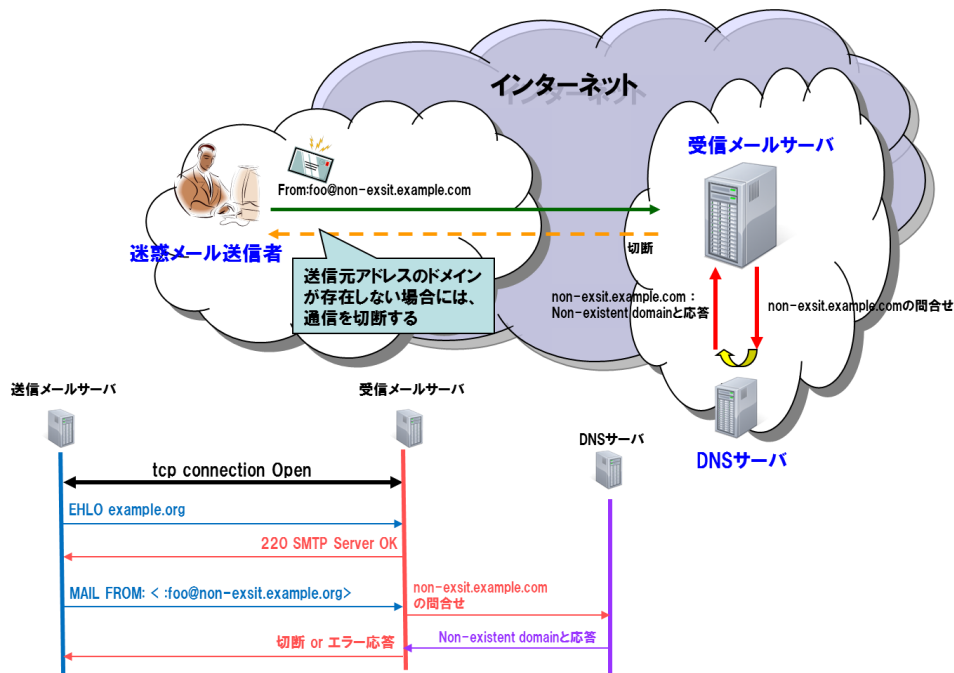 インターネット
受信メールサーバ
From:foo@non-exsit.example.com
迷惑メール送信者
切断
送信元アドレスのドメイン
が存在しない場合には、
通信を切断する
non-exsit.example.com：
Non-existent domainと応答
non-exsit.example.comの問合せ
DNSサーバ
送信メールサーバ
受信メールサーバ
DNSサーバ
tcp connection Open
EHLO example.org
220 SMTP Server OK
MAIL FROM: < :foo@non-exsit.example.org>
non-exsit.example.com
の問合せ
Non-existent domainと応答
切断 or エラー応答